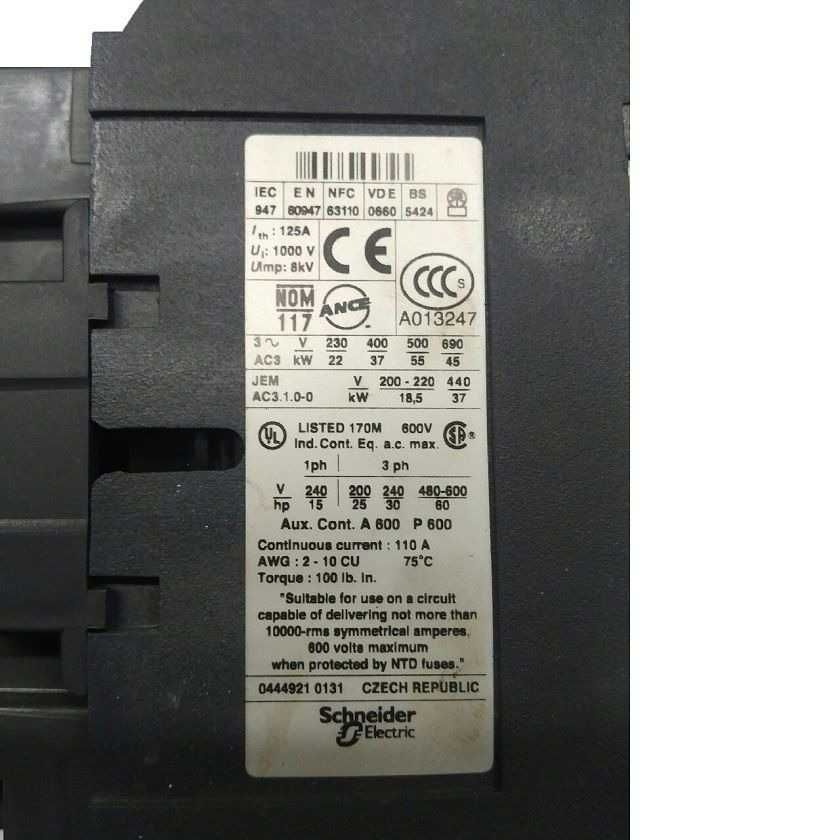 IEC EN NFC VDE BS
947 60947 63110 0660 5424
Ith : 125A
Ui: 1000 V
Uimp: 8kV
CE
CCC S
A013247
NOM
117
ANCE
3~ V 230 400 500 690
AC3 kW 22 37 55 45
JEM V 200 - 220 440
AC3.1.0-0 kW 18,5 37
UL LISTED 170M 600V SA ®
Ind. Cont. Eq. a.c. max.
1ph 3 ph
V 240 200 240 480-600
hp 15 25 30 60
Aux. Cont. A 600 P 600
Continuous current : 110 A
AWG : 2 - 10 CU 75°C
Torque : 100 lb. in.
"Suitable for use on a circuit
capable of delivering not more than
10000-rms symmetrical amperes,
600 volts maximum
when protected by NTD fuses."
0444921 0131 CZECH REPUBLIC
Schneider
Electric